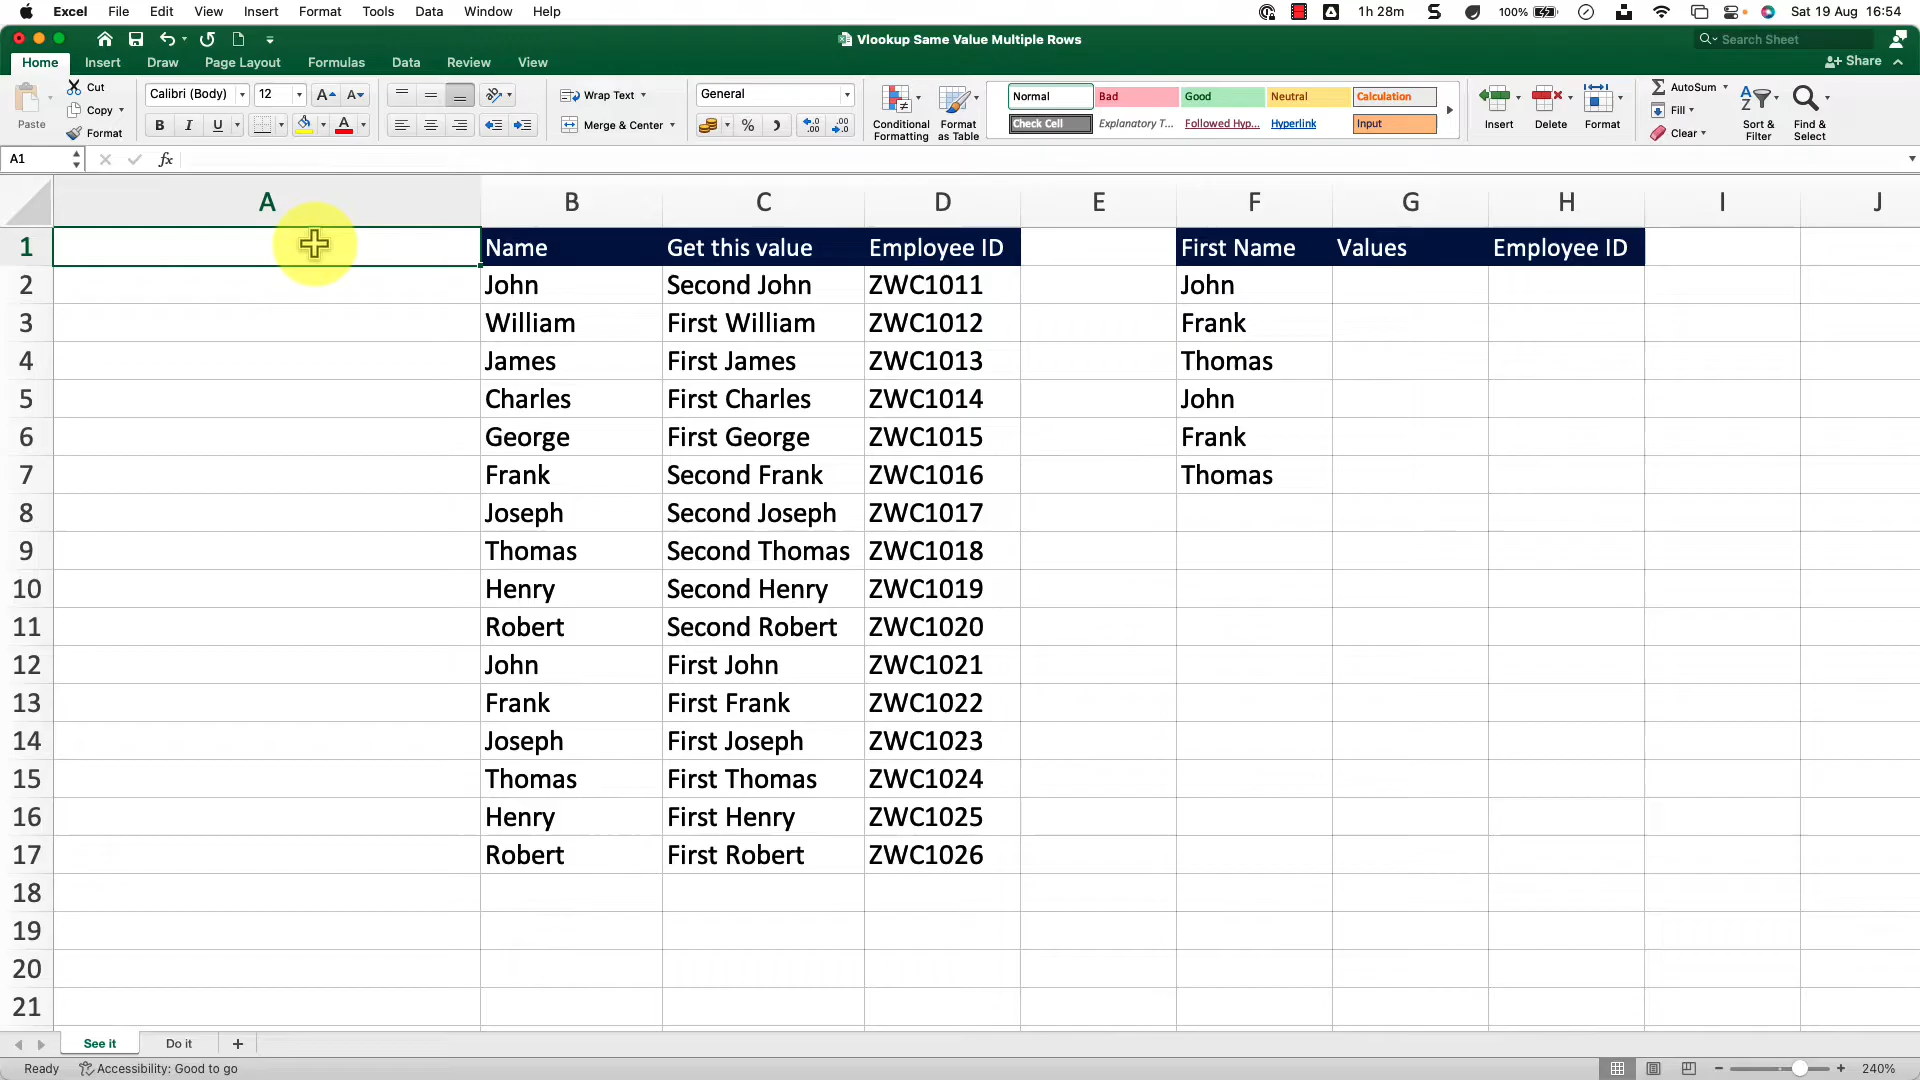 Excel File Edit View Insert Format Tools Data Window Help 1h 28m 100% Sat 19 Aug 16:54
Vlookup Same Value Multiple Rows Search Sheet
Home Insert Draw Page Layout Formulas Data Review View Share
Paste Cut Copy Format
Calibri (Body) 12 A A
B I U A
Wrap Text
Merge & Center
General
% .0 .00
Conditional Formatting
Format as Table
Normal Bad Good Neutral Calculation
Check Cell Explanatory T... Followed Hyp... Hyperlink Input
Insert Delete Format
AutoSum
Fill
Clear
Sort & Filter
Find & Select
A1 fx
A B C D E F G H I J
1 Name Get this value Employee ID First Name Values Employee ID
2 John Second John ZWC1011 John
3 William First William ZWC1012 Frank
4 James First James ZWC1013 Thomas
5 Charles First Charles ZWC1014 John
6 George First George ZWC1015 Frank
7 Frank Second Frank ZWC1016 Thomas
8 Joseph Second Joseph ZWC1017
9 Thomas Second Thomas ZWC1018
10 Henry Second Henry ZWC1019
11 Robert Second Robert ZWC1020
12 John First John ZWC1021
13 Frank First Frank ZWC1022
14 Joseph First Joseph ZWC1023
15 Thomas First Thomas ZWC1024
16 Henry First Henry ZWC1025
17 Robert First Robert ZWC1026
18
19
20
21
See it Do it +
Ready Accessibility: Good to go 240%